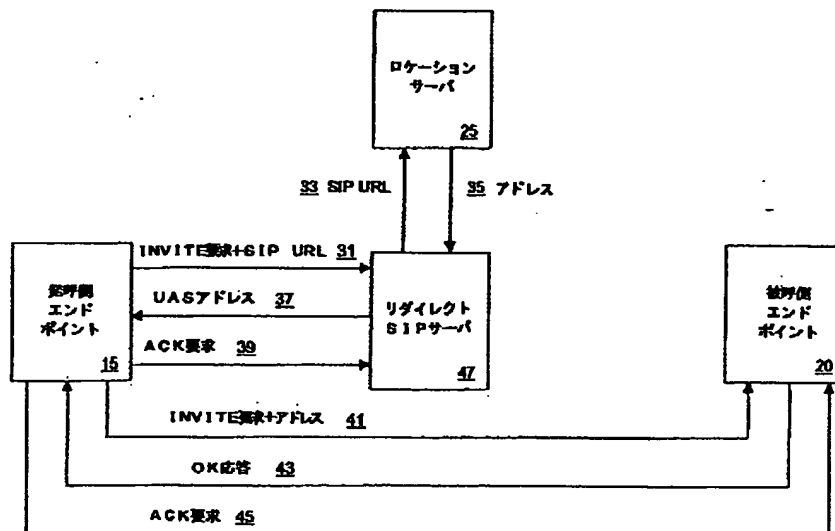 ロケーション
サーバ
25
33 SIP URL
35 アドレス
INVITE要求+SIP URL 31
発呼側
エンド
ポイント
15
UASアドレス 37
ACK要求 39
リダイレクト
SIPサーバ
47
被呼側
エンド
ポイント
20
INVITE要求+アドレス 41
OK応答 43
ACK要求 45